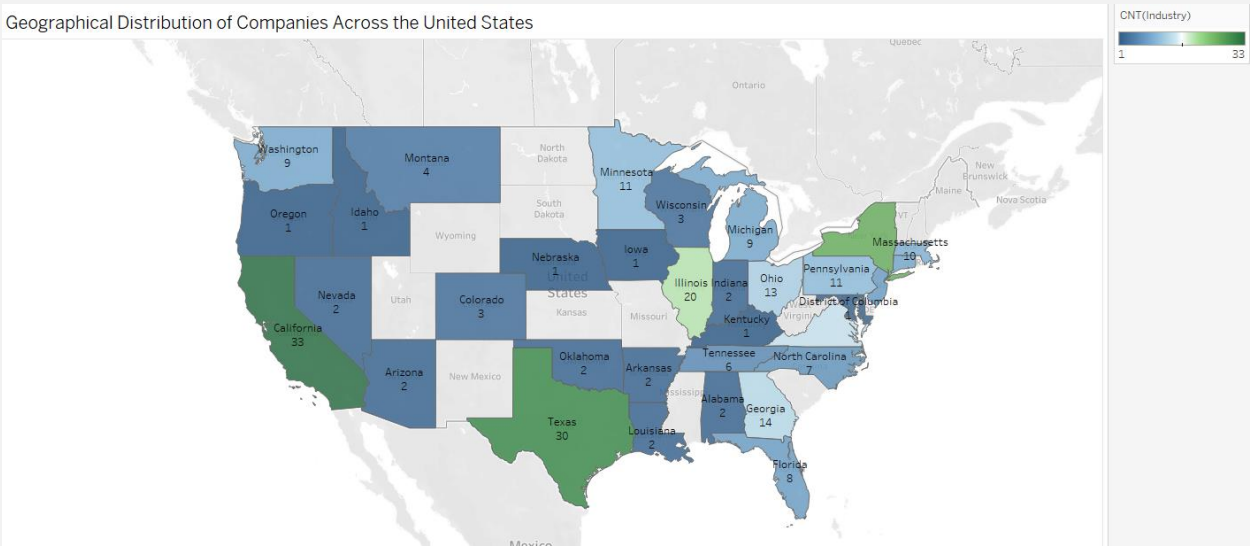 Geographical Distribution of Companies Across the United States
CNT(Industry)
1
33
Quebec
Ontario
New
Brunswick
Maine
Nova Scotia
VT
Washington
9
Montana
4
North
Dakota
Minnesota
11
Oregon
1
Idaho
1
South
Dakota
Wisconsin
3
Michigan
9
Wyoming
Massachusetts
10
Nebraska
1
Iowa
1
United
States
Illinois
20
Indiana
2
Ohio
13
Pennsylvania
11
Nevada
2
Utah
Colorado
3
Kansas
Missouri
District of Columbia
4
West
Virginia
DE
California
33
Kentucky
1
Arizona
2
New Mexico
Oklahoma
2
Arkansas
2
Tennessee
6
North Carolina
7
Mississippi
Alabama
2
Georgia
14
Texas
30
Louisiana
2
Florida
8
Mexico